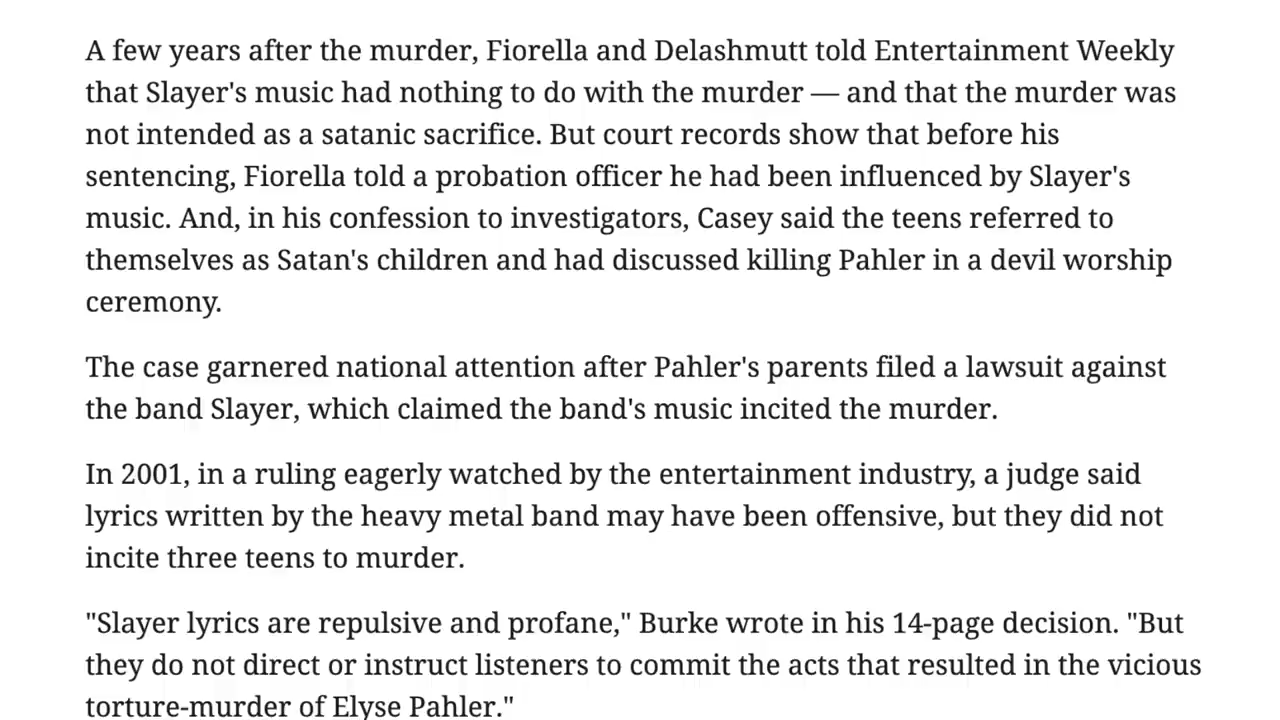 A few years after the murder, Fiorella and Delashmutt told Entertainment Weekly
that Slayer's music had nothing to do with the murder — and that the murder was
not intended as a satanic sacrifice. But court records show that before his
sentencing, Fiorella told a probation officer he had been influenced by Slayer's
music. And, in his confession to investigators, Casey said the teens referred to
themselves as Satan's children and had discussed killing Pahler in a devil worship
ceremony.
The case garnered national attention after Pahler's parents filed a lawsuit against
the band Slayer, which claimed the band's music incited the murder.
In 2001, in a ruling eagerly watched by the entertainment industry, a judge said
lyrics written by the heavy metal band may have been offensive, but they did not
incite three teens to murder.
"Slayer lyrics are repulsive and profane," Burke wrote in his 14-page decision. "But
they do not direct or instruct listeners to commit the acts that resulted in the vicious
torture-murder of Elyse Pahler."